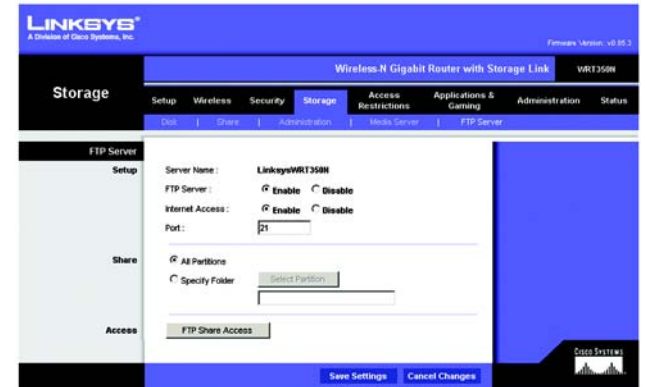 LINKSYS®
A Division of Cisco Systems, Inc.
Firmware Version: v0.05.3
Wireless-N Gigabit Router with Storage Link WRT350N
Storage
Setup Wireless Security Storage Access Restrictions Applications & Gaming Administration Status
Disk | Share | Administration | Media Server | FTP Server
FTP Server
Setup
Server Name : LinksysWRT350N
FTP Server : Enable Disable
Internet Access : Enable Disable
Port : 21
Share
All Partitions
Specify Folder Select Partition
Access
FTP Share Access
Save Settings Cancel Changes
CISCO SYSTEMS